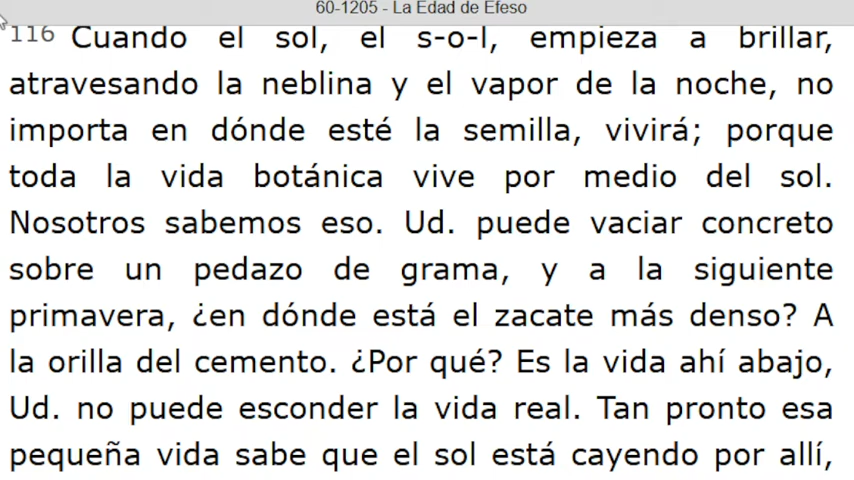 60-1205 - La Edad de Efeso
116 Cuando el sol, el s-o-l, empieza a brillar,
atravesando la neblina y el vapor de la noche, no
importa en dónde esté la semilla, vivirá; porque
toda la vida botánica vive por medio del sol.
Nosotros sabemos eso. Ud. puede vaciar concreto
sobre un pedazo de grama, y a la siguiente
primavera, ¿en dónde está el zacate más denso? A
la orilla del cemento. ¿Por qué? Es la vida ahí abajo,
Ud. no puede esconder la vida real. Tan pronto esa
pequeña vida sabe que el sol está cayendo por allí,